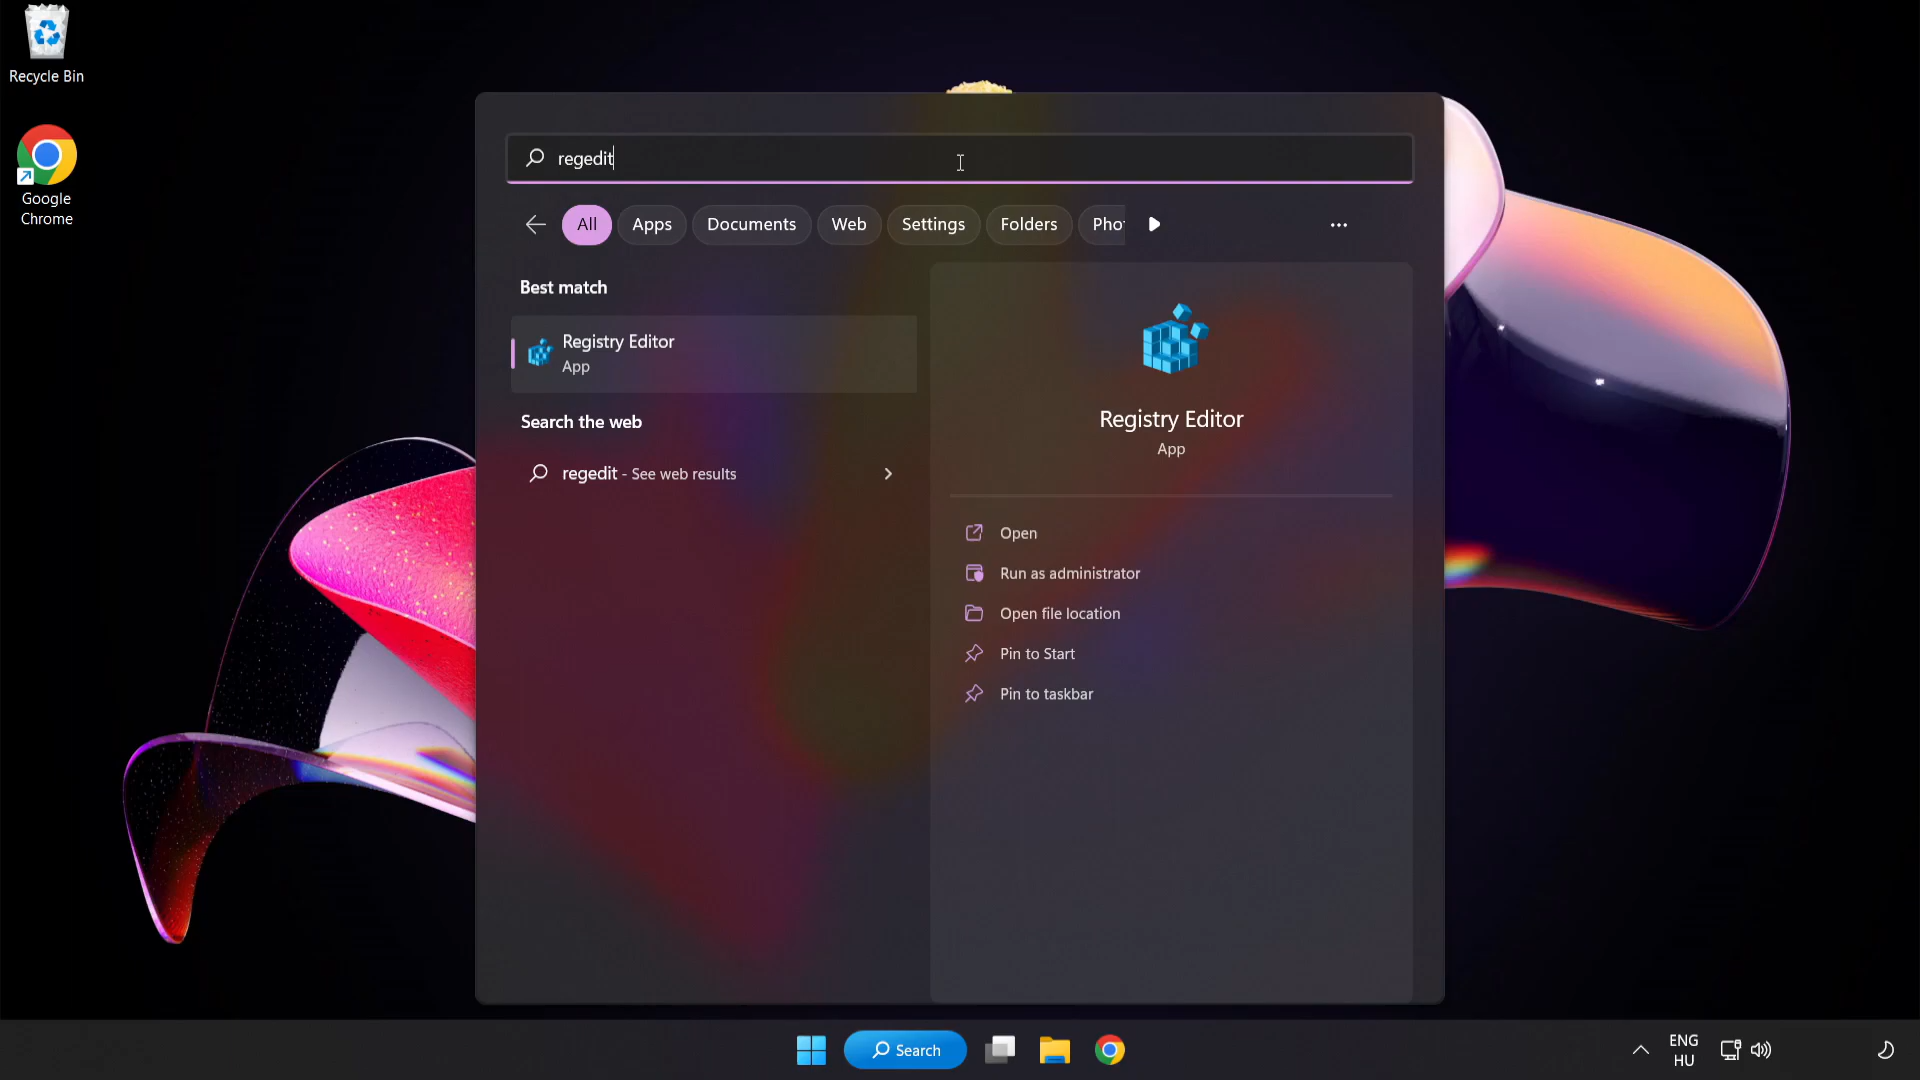 Recycle Bin
Google
Chrome
regedit
All
Apps
Documents
Web
Settings
Folders
Pho
Best match
Registry Editor
App
Search the web
regedit - See web results
Registry Editor
App
Open
Run as administrator
Open file location
Pin to Start
Pin to taskbar
Search
ENG
HU